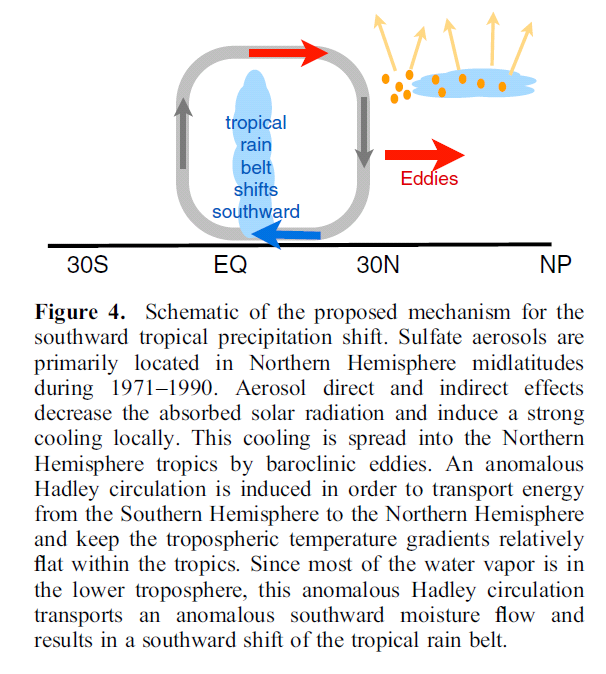 tropical
rain
belt
shifts
southward
Eddies
30S EQ 30N NP
Figure 4. Schematic of the proposed mechanism for the
southward tropical precipitation shift. Sulfate aerosols are
primarily located in Northern Hemisphere midlatitudes
during 1971–1990. Aerosol direct and indirect effects
decrease the absorbed solar radiation and induce a strong
cooling locally. This cooling is spread into the Northern
Hemisphere tropics by baroclinic eddies. An anomalous
Hadley circulation is induced in order to transport energy
from the Southern Hemisphere to the Northern Hemisphere
and keep the tropospheric temperature gradients relatively
flat within the tropics. Since most of the water vapor is in
the lower troposphere, this anomalous Hadley circulation
transports an anomalous southward moisture flow and
results in a southward shift of the tropical rain belt.